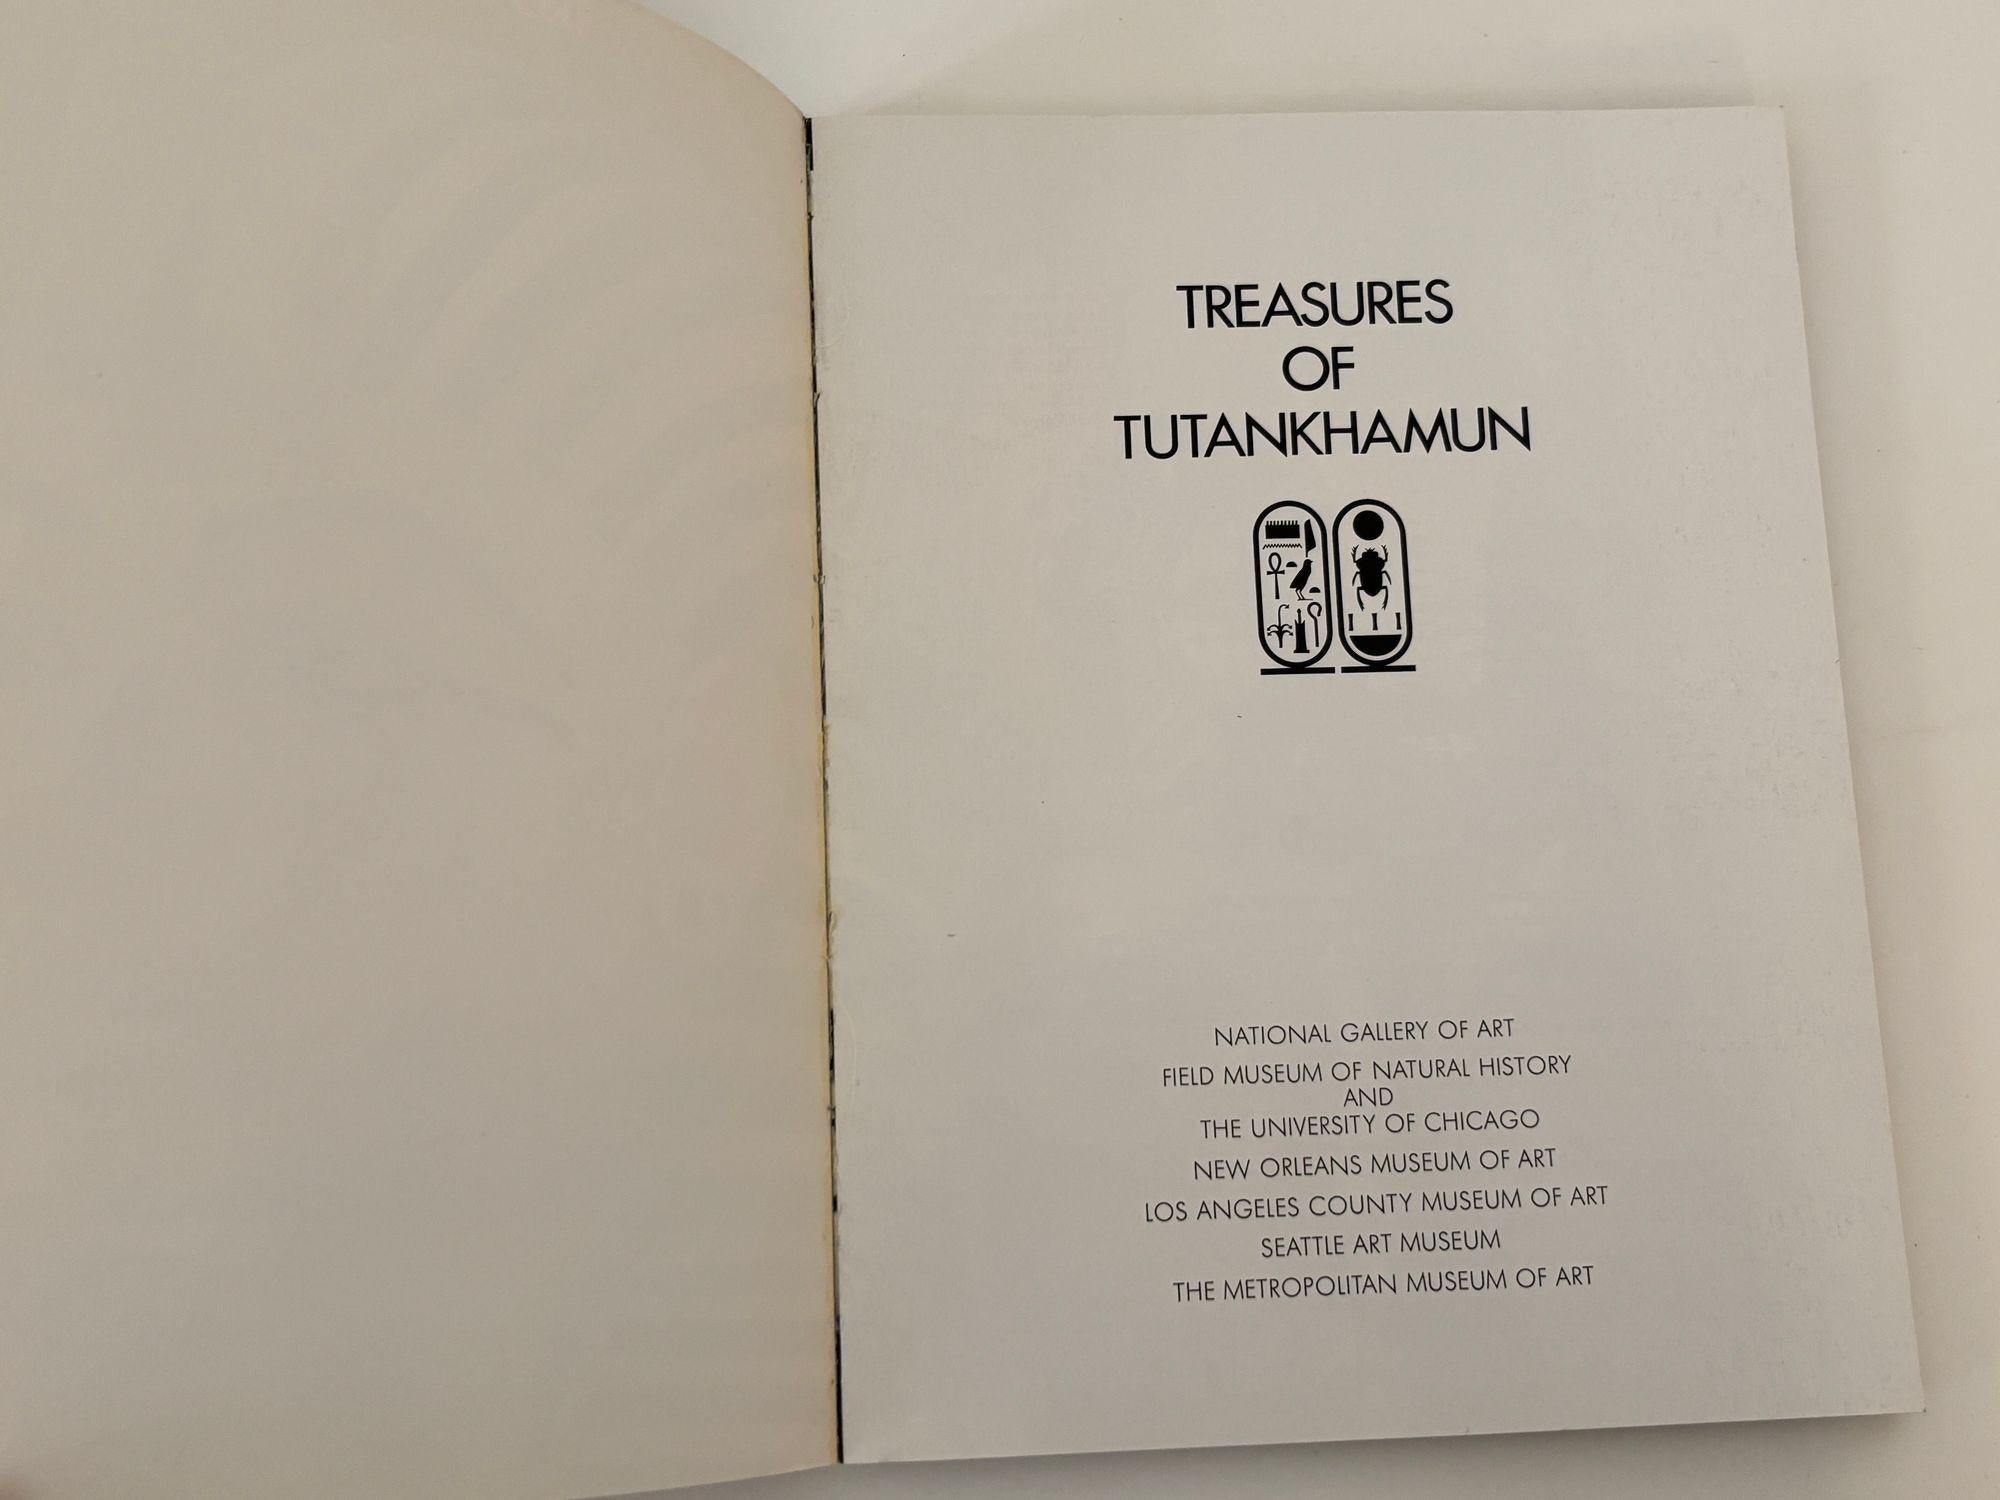 TREASURES
OF
TUTANKHAMUN
NATIONAL GALLERY OF ART
FIELD MUSEUM OF NATURAL HISTORY
AND
THE UNIVERSITY OF CHICAGO
NEW ORLEANS MUSEUM OF ART
LOS ANGELES COUNTY MUSEUM OF ART
SEATTLE ART MUSEUM
THE METROPOLITAN MUSEUM OF ART